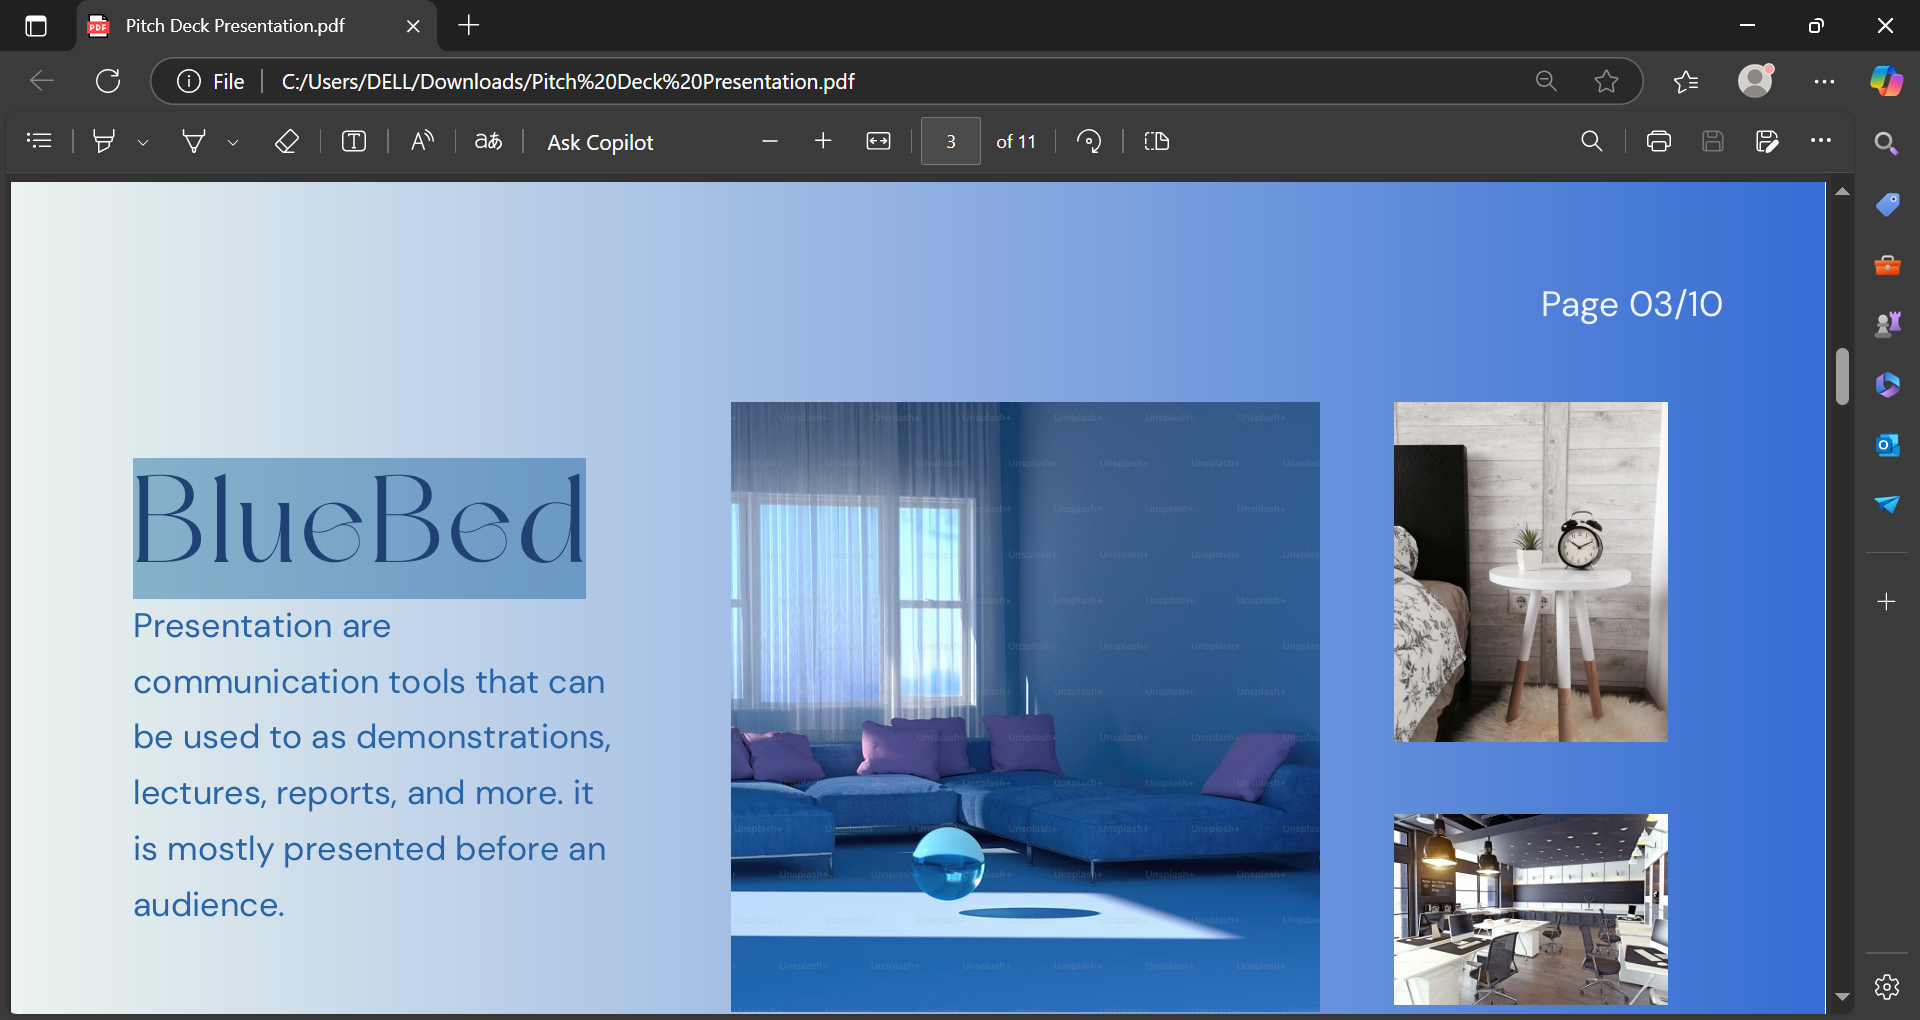 Pitch Deck Presentation.pdf
File C:/Users/DELL/Downloads/Pitch%20Deck%20Presentation.pdf
Ask Copilot 3 of 11
Page 03/10
BlueBed
Presentation are
communication tools that can
be used to as demonstrations,
lectures, reports, and more. it
is mostly presented before an
audience.
Unsplash+